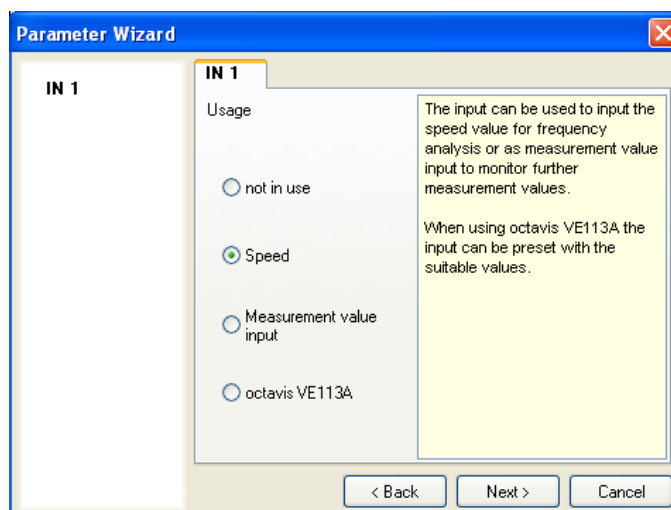 Parameter Wizard
IN 1
IN 1
Usage
not in use
Speed
Measurement value
input
octavis VE113A
The input can be used to input the
speed value for frequency
analysis or as measurement value
input to monitor further
measurement values.
When using octavis VE113A the
input can be preset with the
suitable values.
< Back
Next >
Cancel